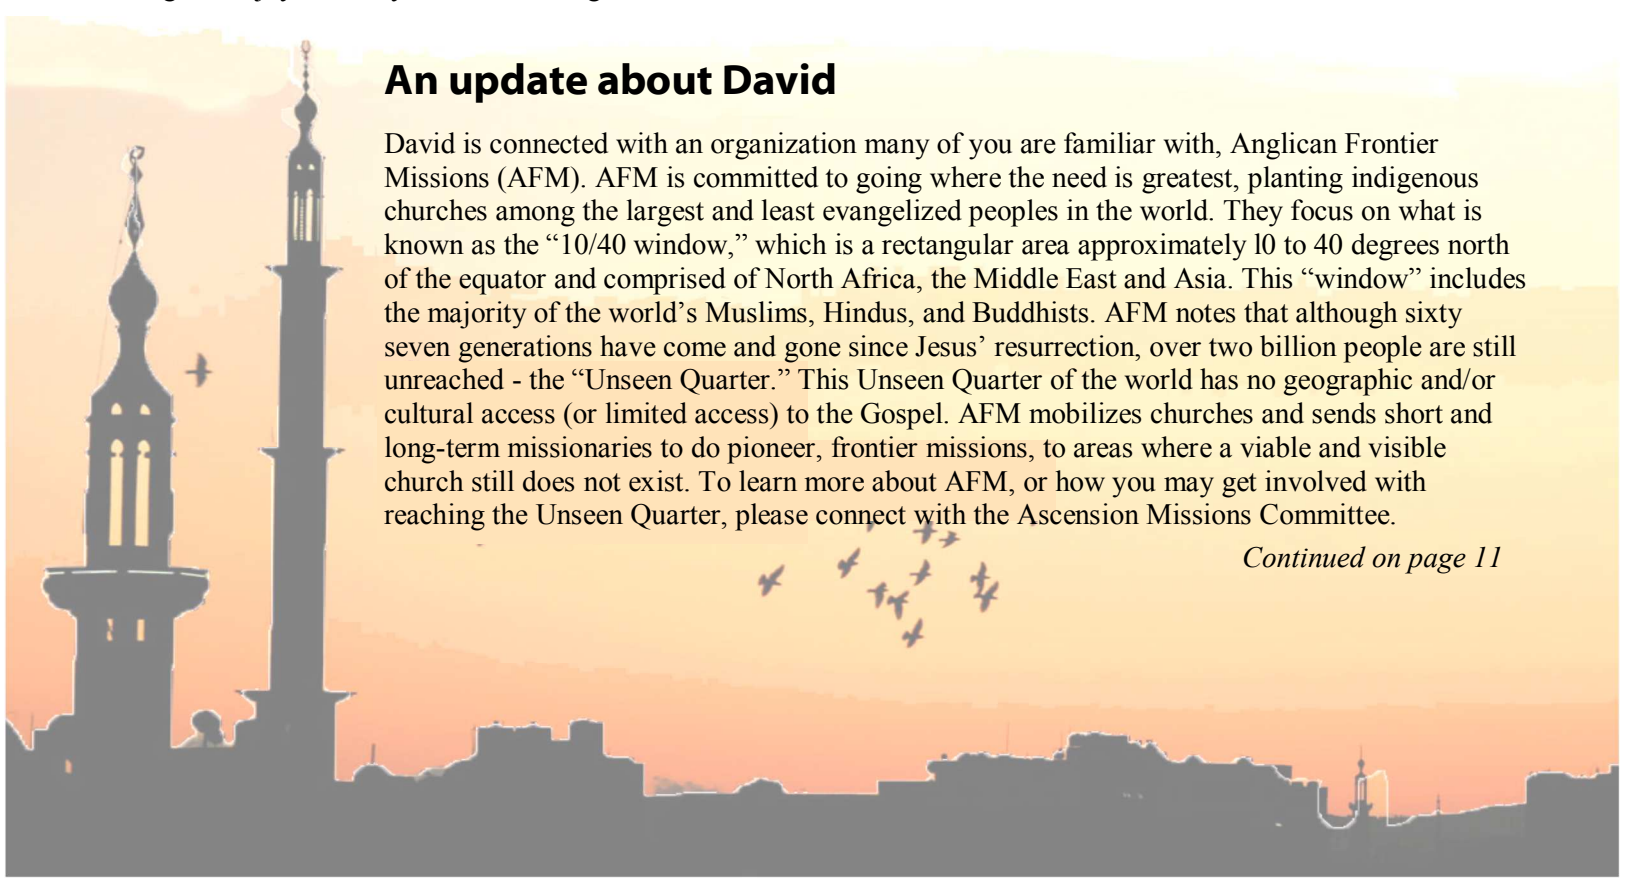 An update about David
David is connected with an organization many of you are familiar with, Anglican Frontier
Missions (AFM). AFM is committed to going where the need is greatest, planting indigenous
churches among the largest and least evangelized peoples in the world. They focus on what is
known as the “10/40 window,” which is a rectangular area approximately l0 to 40 degrees north
of the equator and comprised of North Africa, the Middle East and Asia. This “window” includes
the majority of the world’s Muslims, Hindus, and Buddhists. AFM notes that although sixty
seven generations have come and gone since Jesus’ resurrection, over two billion people are still
unreached - the “Unseen Quarter.” This Unseen Quarter of the world has no geographic and/or
cultural access (or limited access) to the Gospel. AFM mobilizes churches and sends short and
long-term missionaries to do pioneer, frontier missions, to areas where a viable and visible
church still does not exist. To learn more about AFM, or how you may get involved with
reaching the Unseen Quarter, please connect with the Ascension Missions Committee.
Continued on page 11